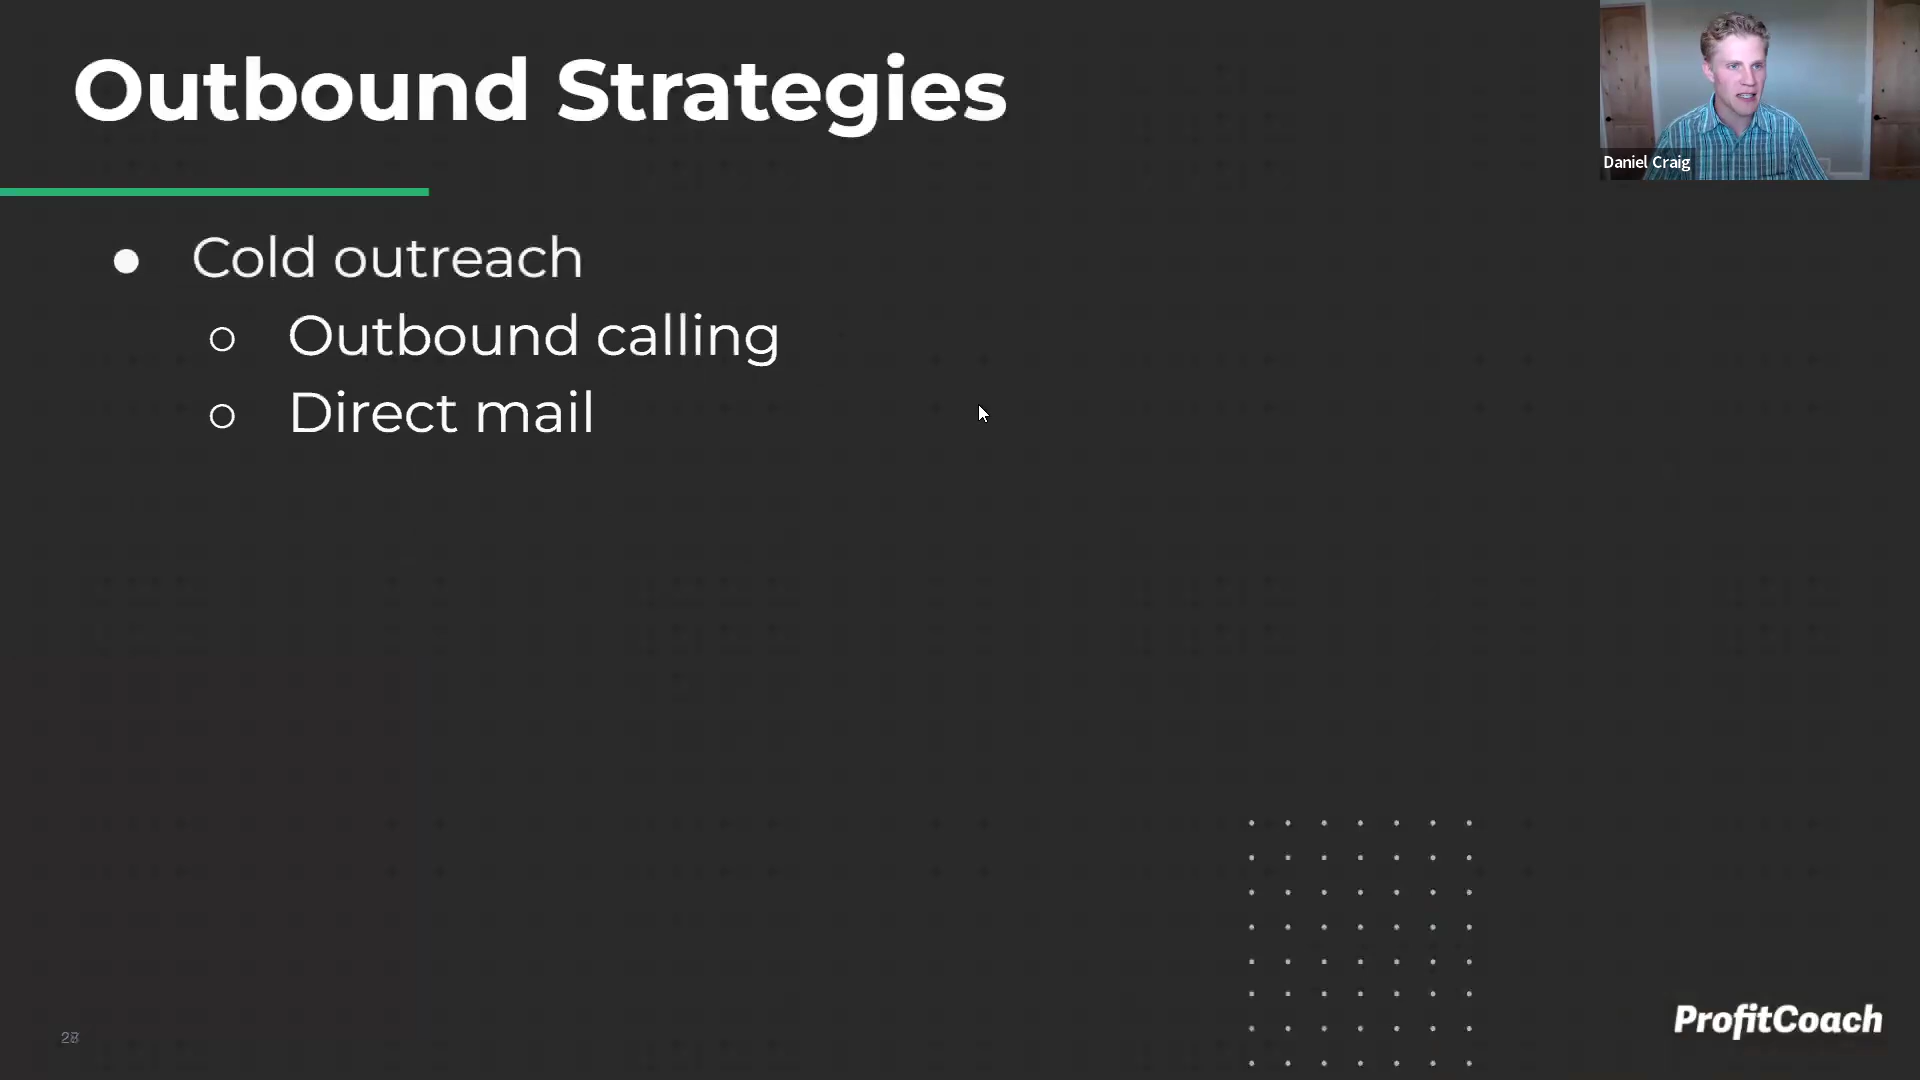 Outbound Strategies
Daniel Craig
● Cold outreach
○ Outbound calling
○ Direct mail
ProfitCoach